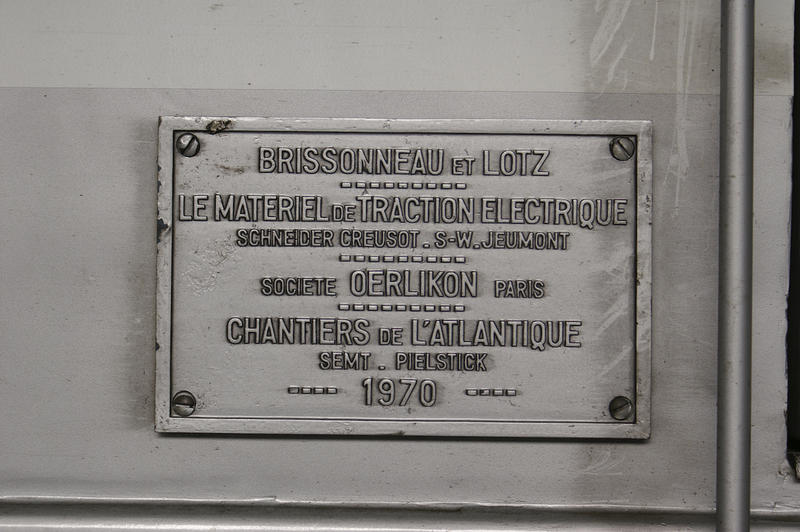 BRISSONNEAU ET LOTZ
LE MATERIEL DE TRACTION ELECTRIQUE
SCHNEIDER CREUSOT . S-W. JEUMONT
SOCIETE OERLIKON PARIS
CHANTIERS DE L'ATLANTIQUE
SEMT . PIELSTICK
1970